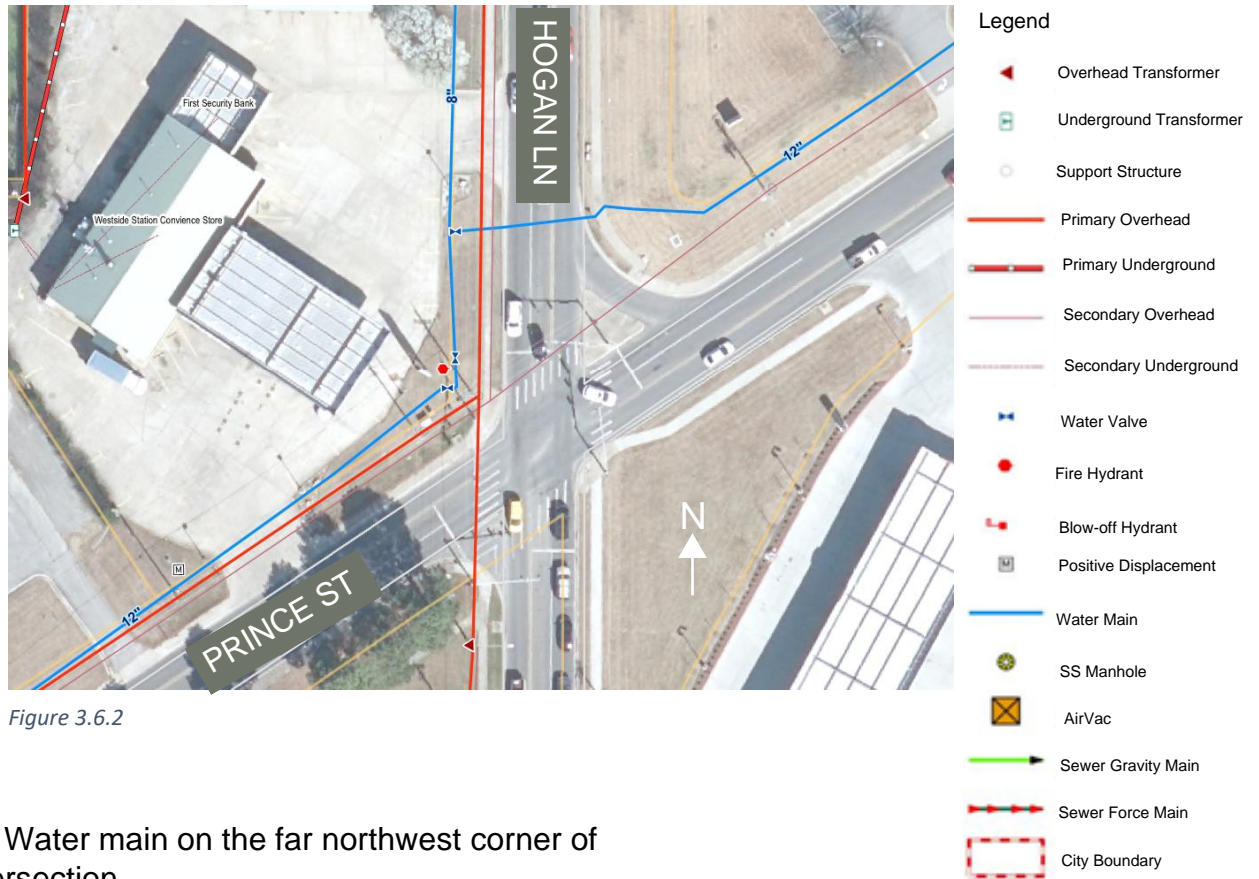 HOGAN LN
8"
First Security Bank
12"
Westside Station Convience Store
M
12"
PRINCE ST
N
Legend
Overhead Transformer
Underground Transformer
Support Structure
Primary Overhead
Primary Underground
Secondary Overhead
Secondary Underground
Water Valve
Fire Hydrant
Blow-off Hydrant
M
Positive Displacement
Water Main
SS Manhole
AirVac
Sewer Gravity Main
Sewer Force Main
City Boundary
Figure 3.6.2
Water main on the far northwest corner of